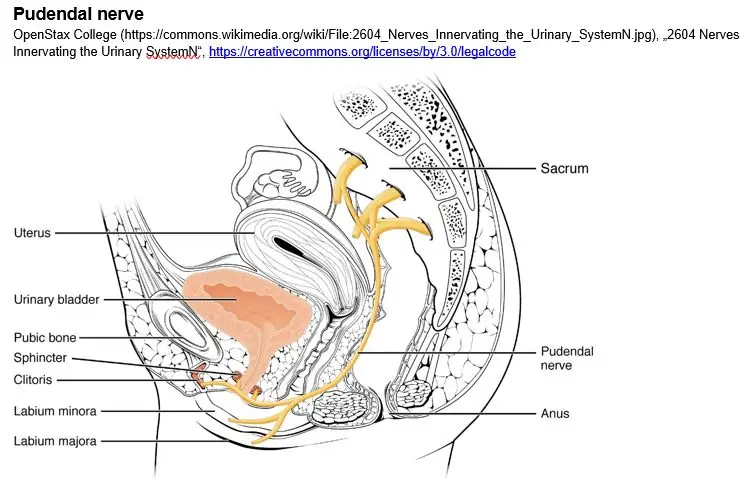 Pudendal nerve
OpenStax College (https://commons.wikimedia.org/wiki/File:2604_Nerves_Innervating_the_Urinary_SystemN.jpg), „2604 Nerves
Innervating the Urinary SystemN“, https://creativecommons.org/licenses/by/3.0/legalcode
Sacrum
Uterus
Urinary bladder
Pubic bone
Sphincter
Clitoris
Labium minora
Labium majora
Pudendal
nerve
Anus